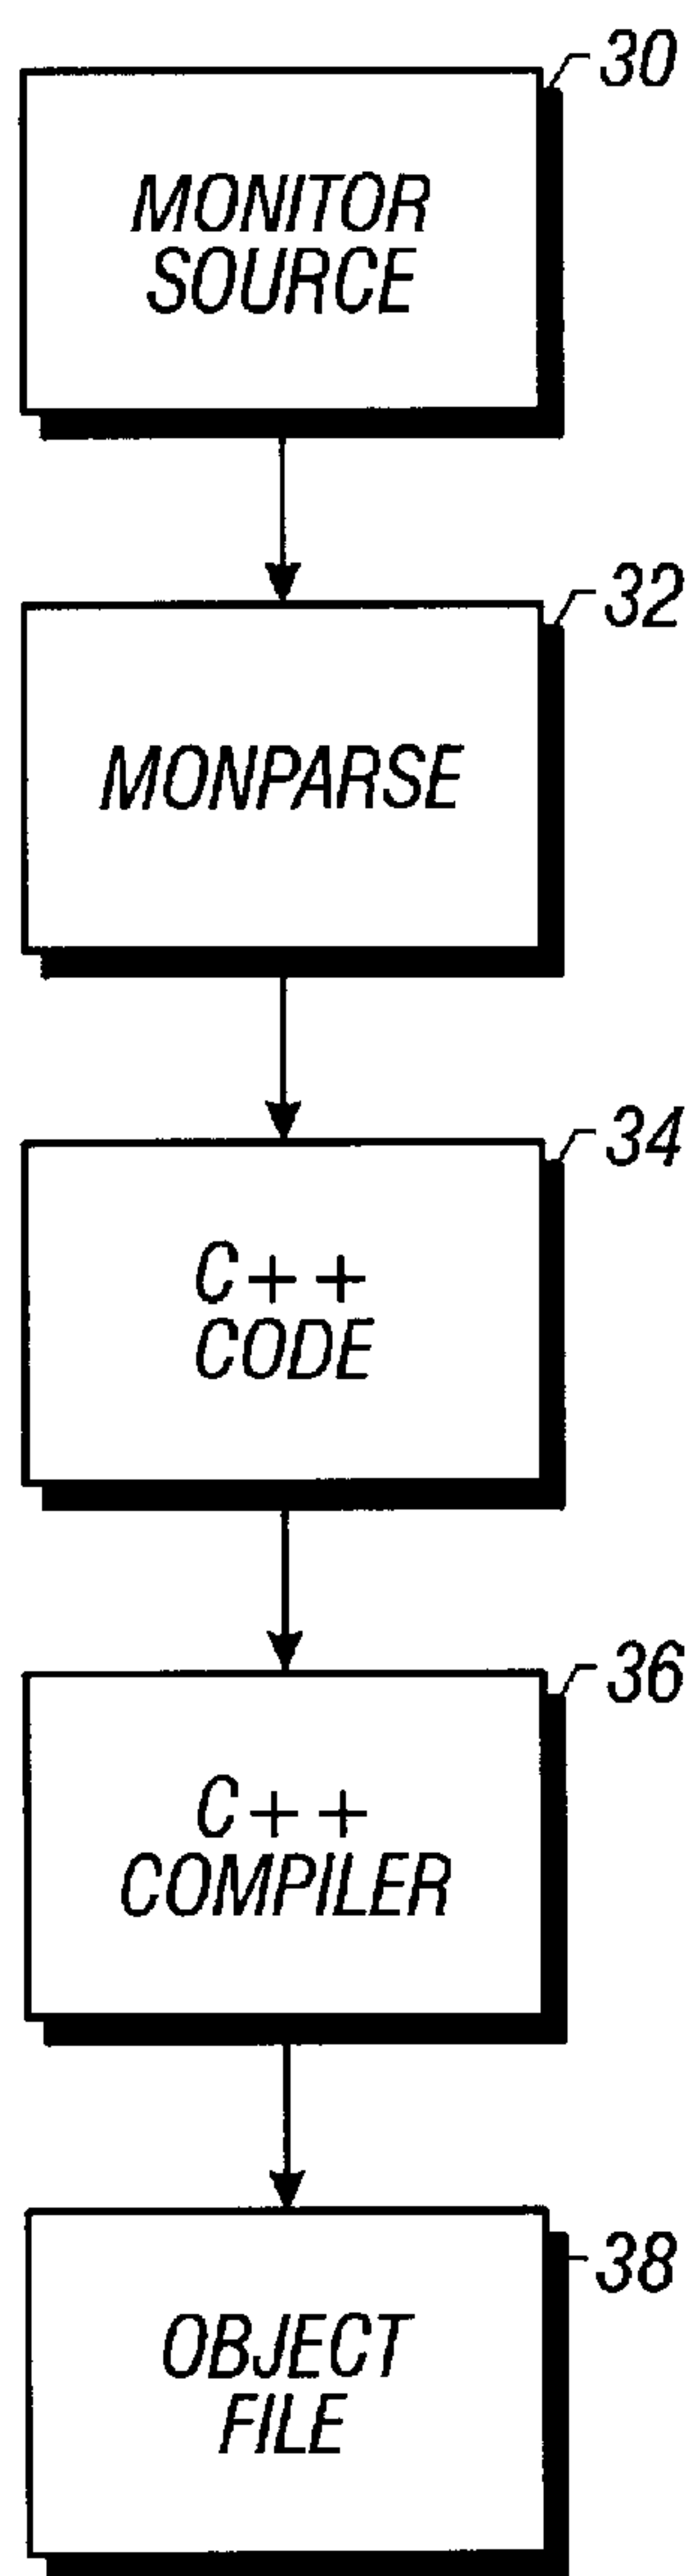 30
MONITOR
SOURCE
32
MONPARSE
34
C++
CODE
36
C++
COMPILER
38
OBJECT
FILE